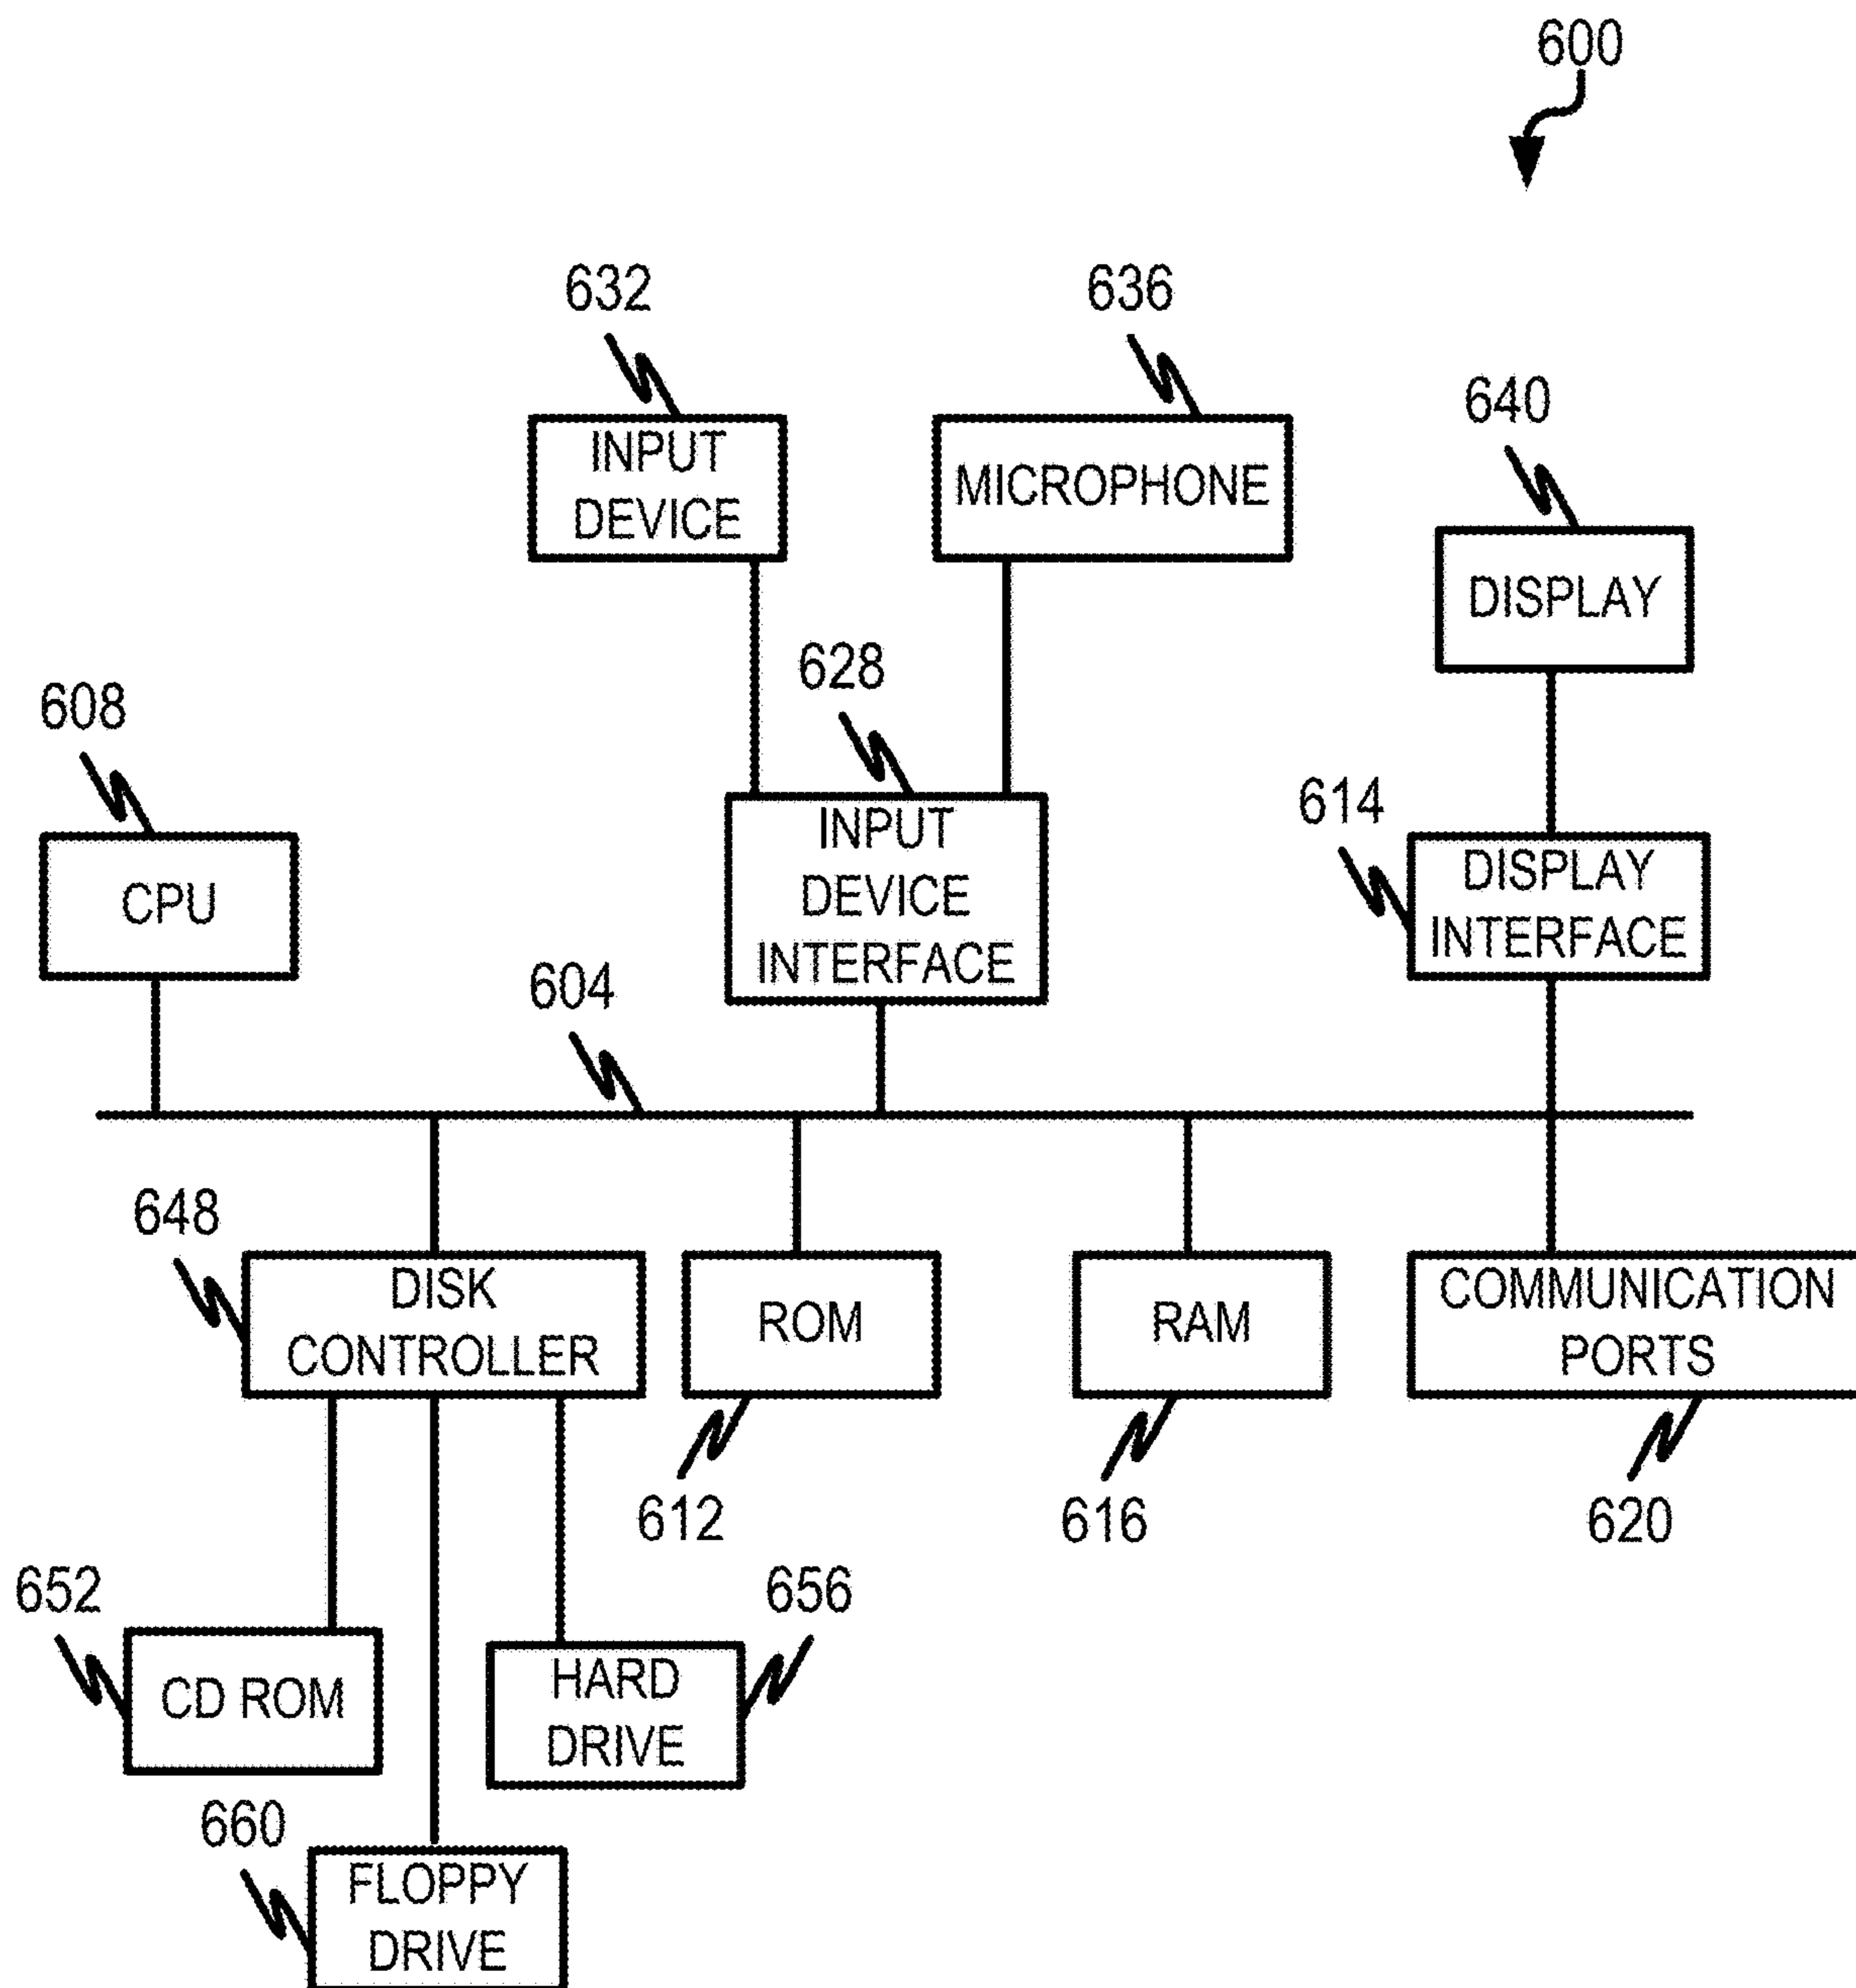 600
632
636
640
INPUT
DEVICE
MICROPHONE
DISPLAY
628
608
614
INPUT
DEVICE
INTERFACE
DISPLAY
INTERFACE
CPU
604
648
DISK
CONTROLLER
ROM
RAM
COMMUNICATION
PORTS
612
616
620
652
656
CD ROM
HARD
DRIVE
660
FLOPPY
DRIVE